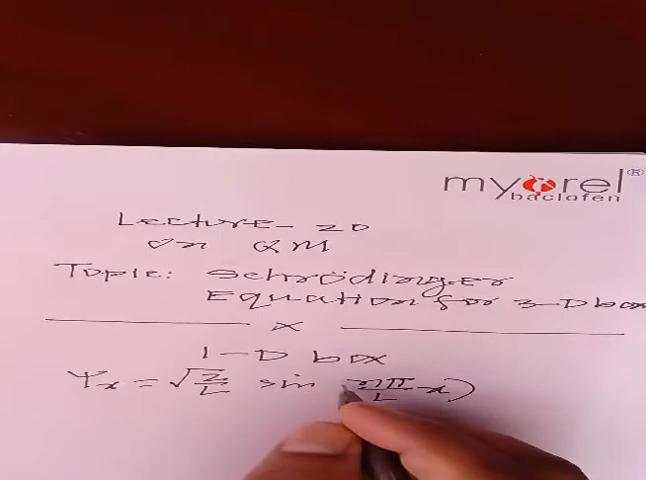 myorel®
baclofen
Lecture- 20
on QM
Topic: Schrödinger
Equation for 3-D box
x
1-D box
Ψx = √2/L sin nπ/L x)